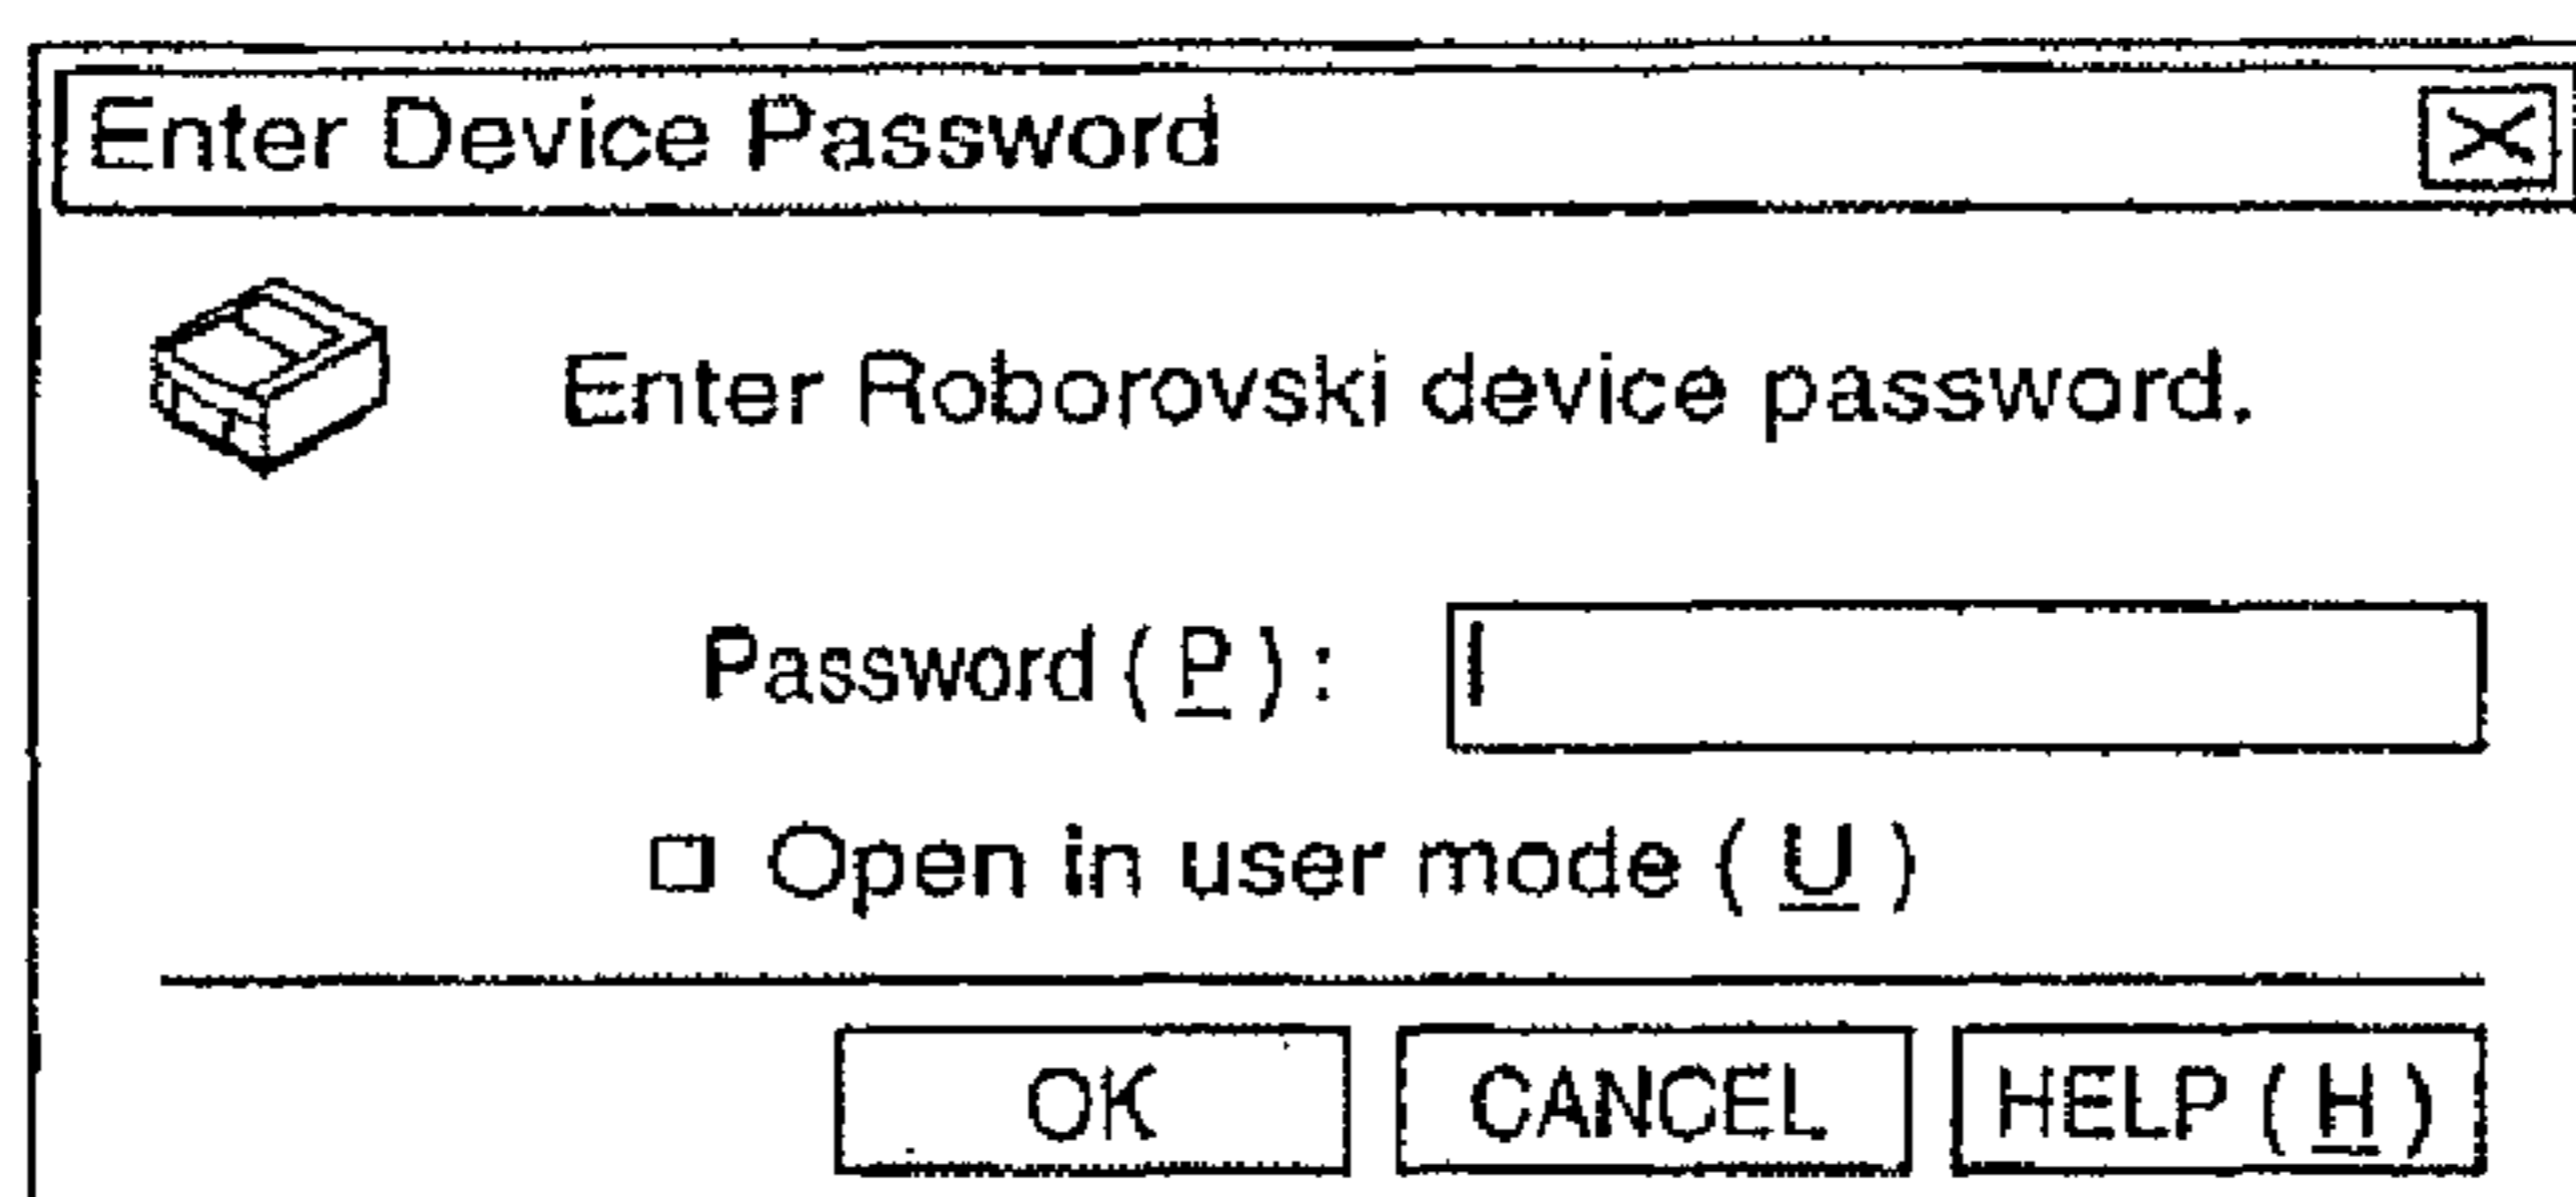 Enter Device Password
Enter Roborovski device password.
Password ( P ) :
Open in user mode ( U )
OK CANCEL HELP ( H )